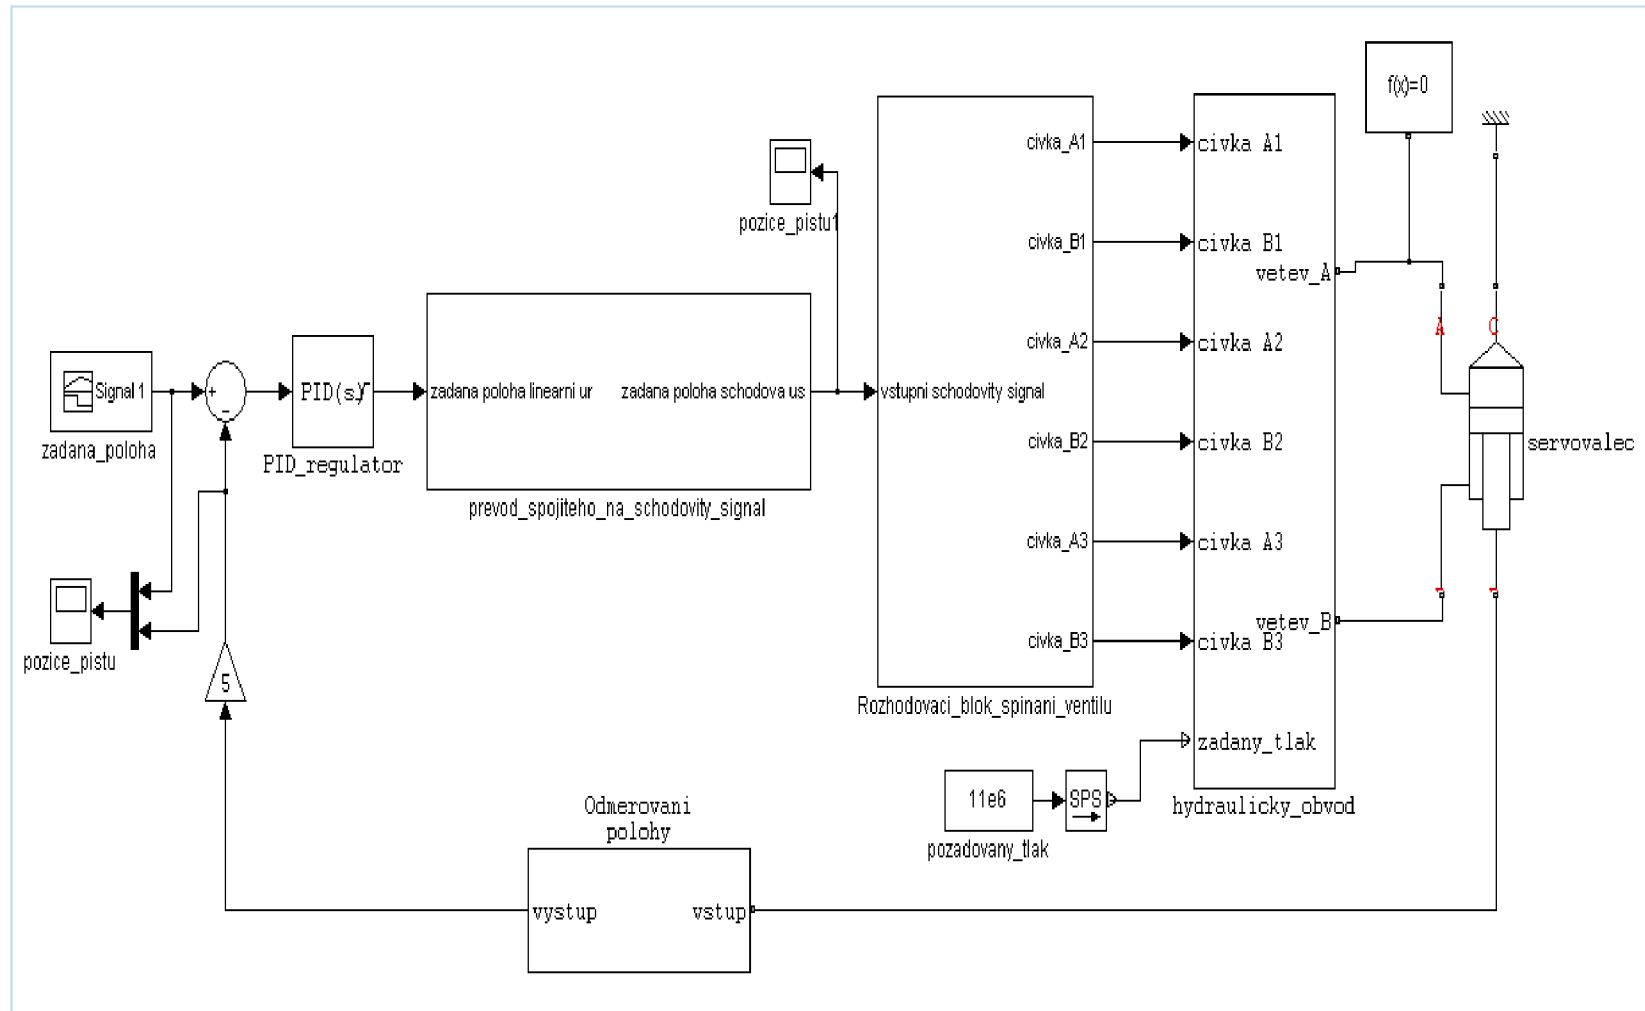 f(x)=0
civka_A1
civka A1
pozice_pistu1
civka_B1
civka B1
vetev_A
A
C
civka_A2
civka A2
Signal 1
+
-
PID(s)
zadana poloha linearni ur
zadana poloha schodova us
vstupni schodovity signal
zadana_poloha
PID_regulator
civka_B2
civka B2
servovalec
prevod_spojiteho_na_schodovity_signal
civka_A3
civka A3
vetev_B
civka_B3
civka B3
pozice_pistu
5
Rozhodovaci_blok_spinani_ventilu
zadany_tlak
11e6
SPS
hydraulicky_obvod
pozadovany_tlak
Odmerovani
polohy
vystup
vstup